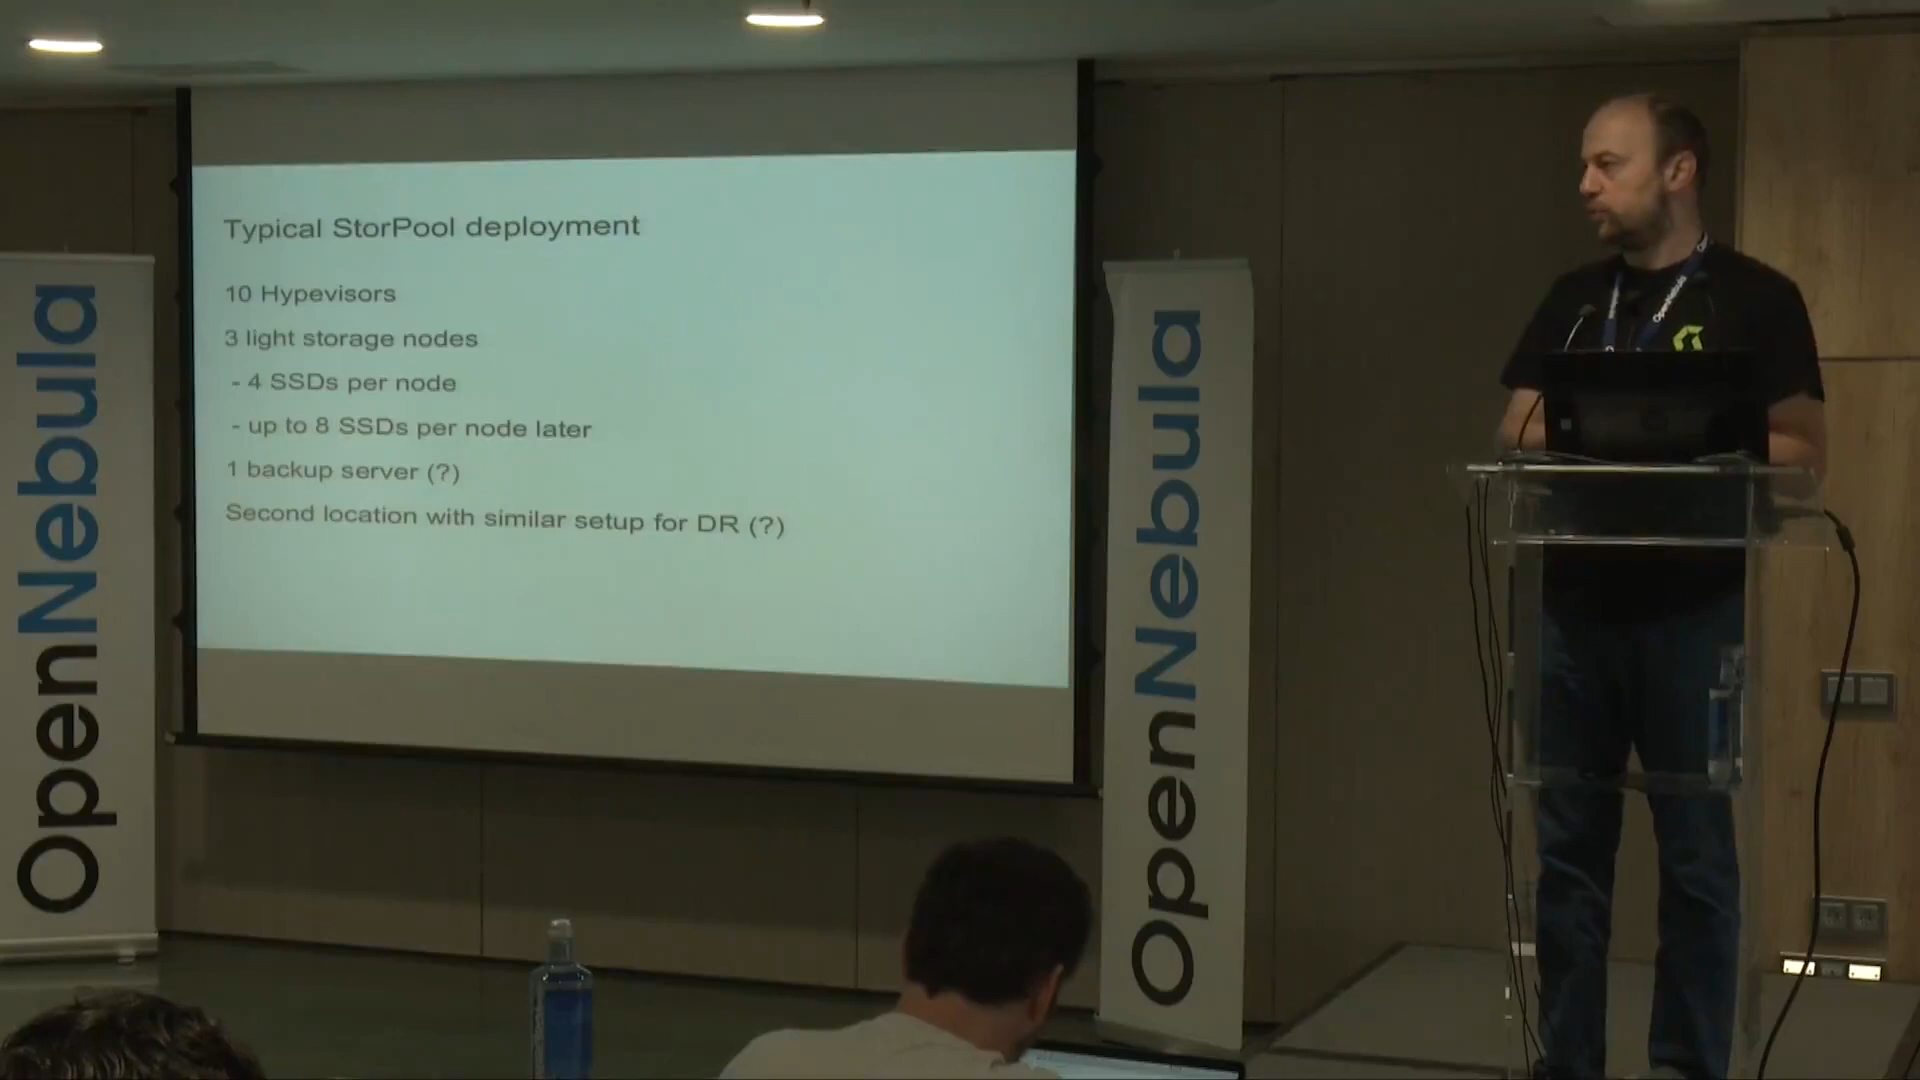 Typical StorPool deployment
10 Hypevisors
3 light storage nodes
- 4 SSDs per node
- up to 8 SSDs per node later
1 backup server (?)
Second location with similar setup for DR (?)
OpenNebula
OpenNebula
OpenNebula